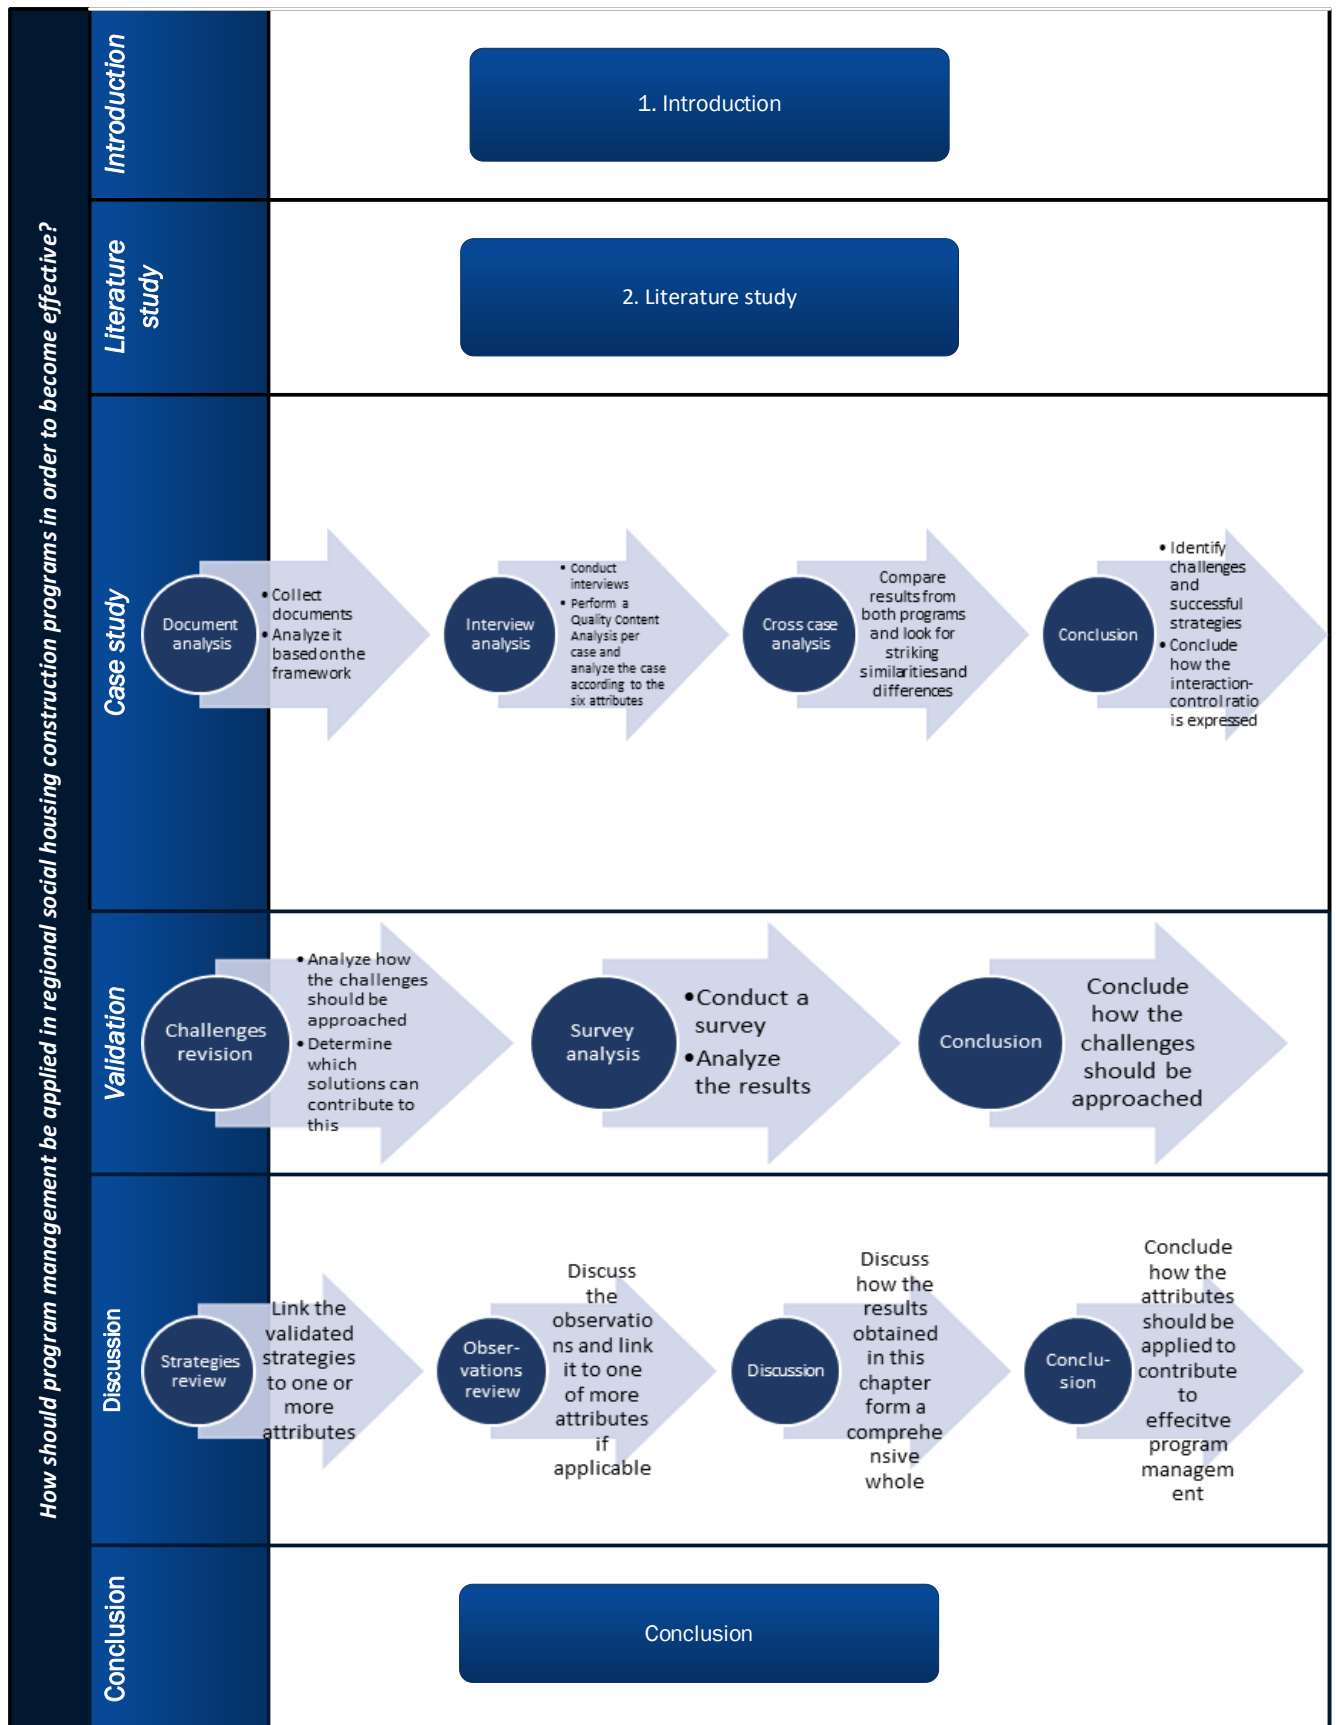 How should program management be applied in regional social housing construction programs in order to become effective?
Introduction
1. Introduction
Literature
study
2. Literature study
Case study
Document
analysis
• Collect
documents
• Analyze it
based on the
framework
Interview
analysis
• Conduct
interviews
• Perform a
Quality Content
Analysis per
case and
analyze the case
according to the
six attributes
Cross case
analysis
Compare
results from
both programs
and look for
striking
similarities and
differences
Conclusion
• Identify
challenges
and
successful
strategies
• Conclude
how the
interaction-
control ratio
is expressed
Validation
Challenges
revision
• Analyze how
the challenges
should be
approached
• Determine
which
solutions can
contribute to
this
Survey
analysis
• Conduct a
survey
• Analyze
the results
Conclusion
Conclude
how the
challenges
should be
approached
Discussion
Strategies
review
Link the
validated
strategies
to one or
more
attributes
Obser-
vations
review
Discuss
the
observatio
ns and link
it to one
of more
attributes
if
applicable
Discussion
Discuss
how the
results
obtained
in this
chapter
form a
comprehe
nsive
whole
Conclu-
sion
Conclude
how the
attributes
should be
applied to
contribute
to
effecitve
program
managem
ent
Conclusion
Conclusion